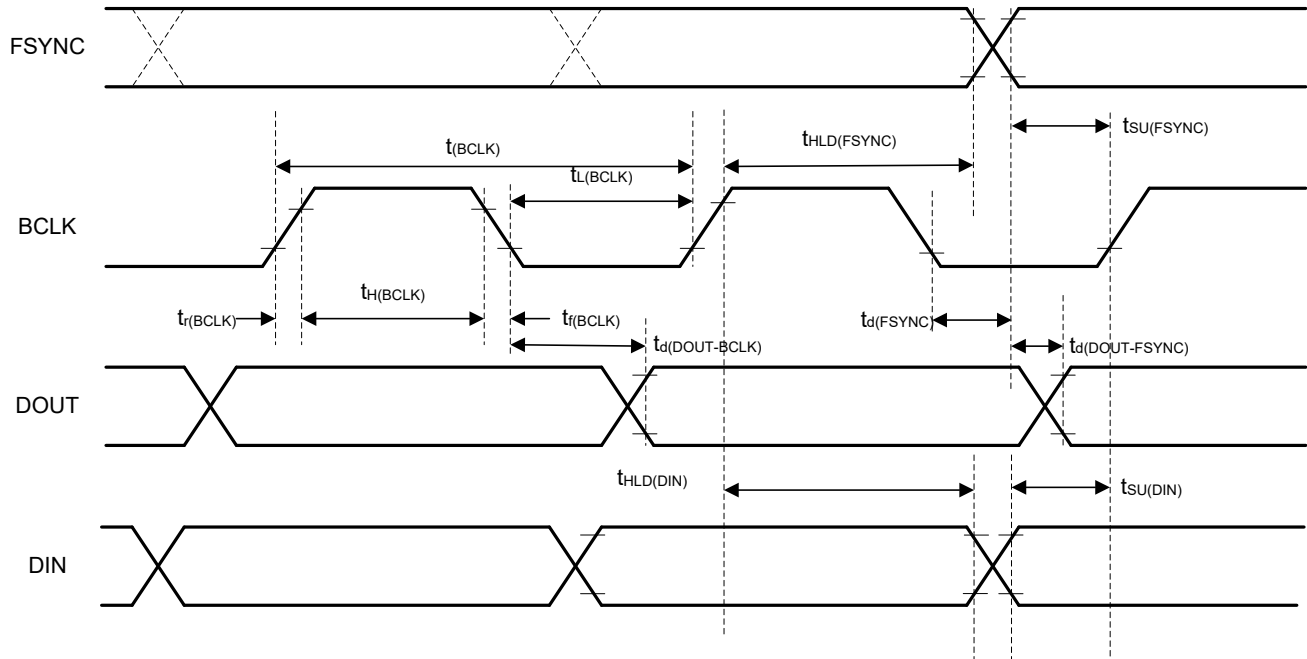 FSYNC
tSU(FSYNC)
t(BCLK)
tHLD(FSYNC)
tL(BCLK)
BCLK
tH(BCLK)
tr(BCLK)
tf(BCLK)
td(FSYNC)
td(DOUT-BCLK)
td(DOUT-FSYNC)
DOUT
tHLD(DIN)
tSU(DIN)
DIN